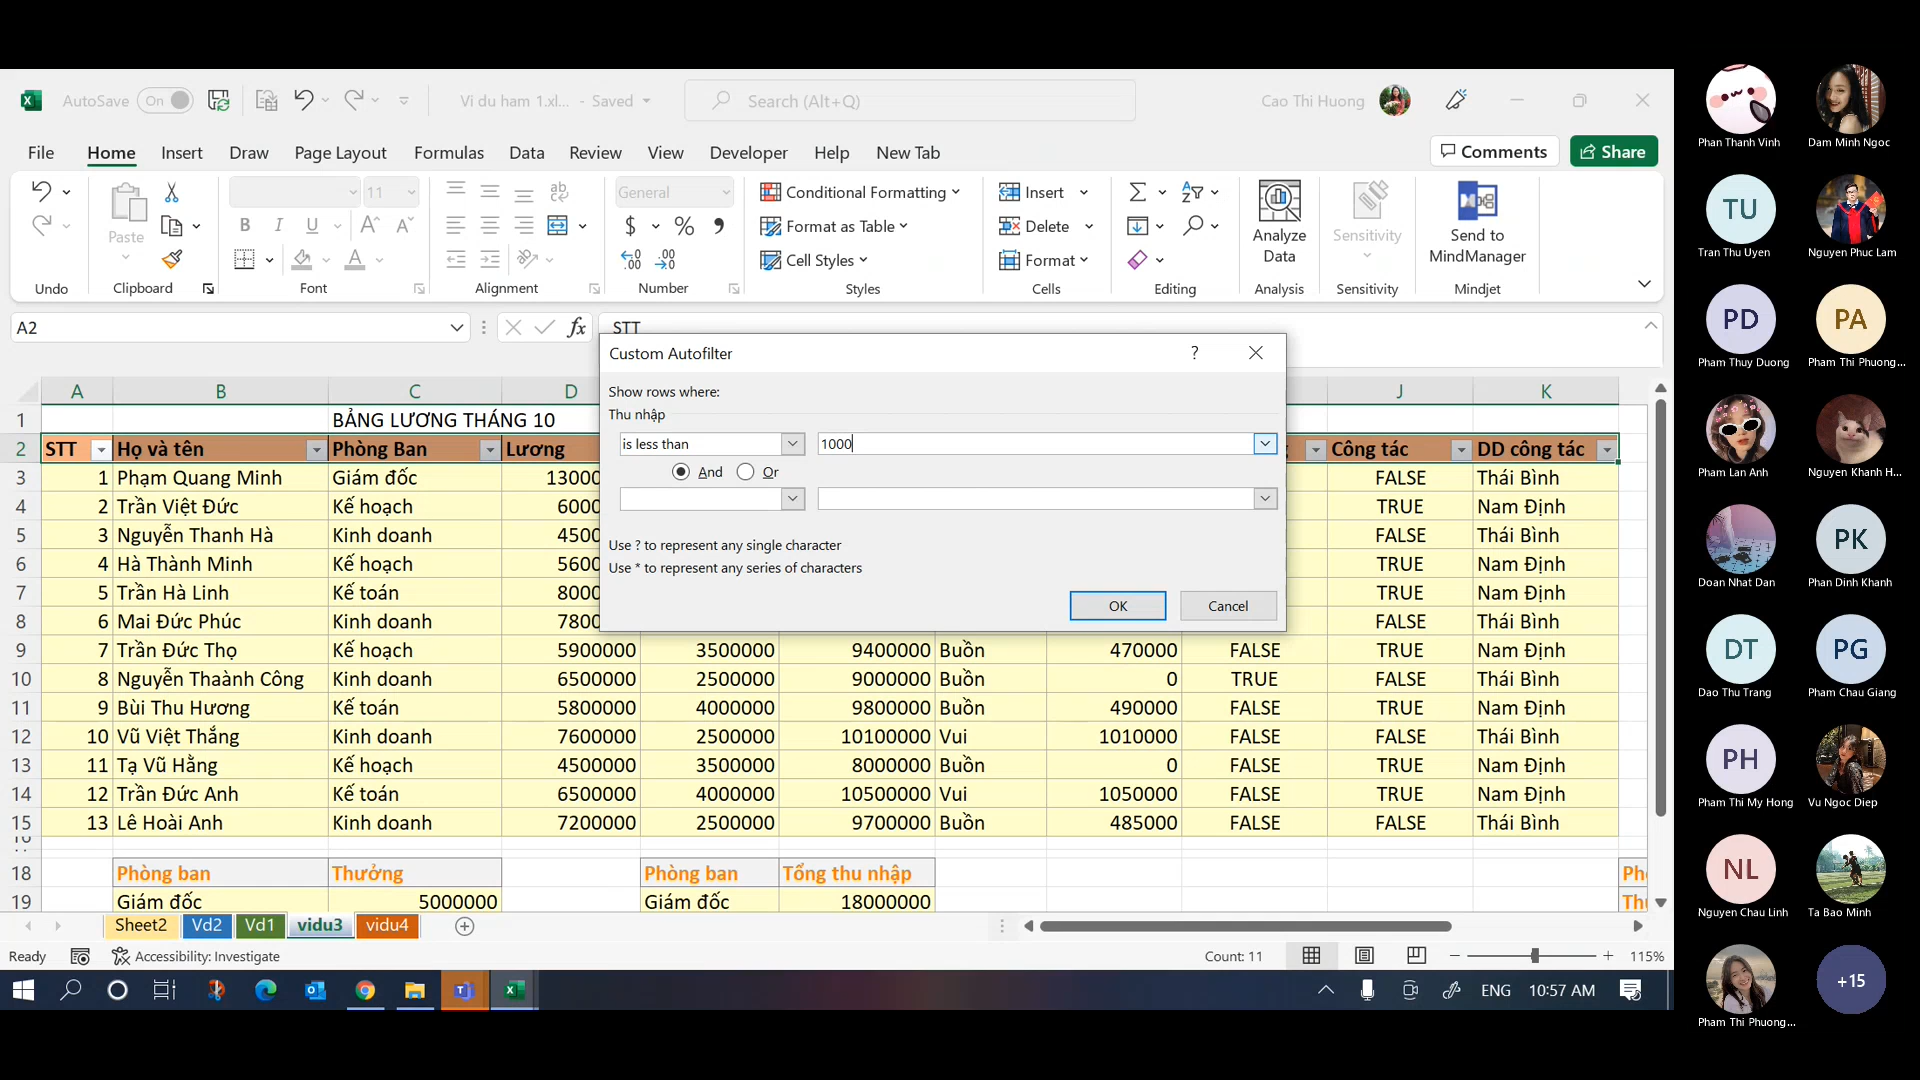 AutoSave On Vi du ham 1.xl... - Saved Search (Alt+Q) Cao Thi Huong
File Home Insert Draw Page Layout Formulas Data Review View Developer Help New Tab Comments Share
Undo
Paste
Clipboard
11
B I U A A
Font
ab
Alignment
General
$ % ,
Number
Conditional Formatting
Format as Table
Cell Styles
Styles
Insert
Delete
Format
Cells
Editing
Analyze Data
Analysis
Sensitivity
Sensitivity
Send to MindManager
Mindjet
A2 fx STT
Custom Autofilter ?
Show rows where:
Thu nhập
is less than 1000
And Or
Use ? to represent any single character
Use * to represent any series of characters
OK Cancel
A B C D J K
1 BẢNG LƯƠNG THÁNG 10
2 STT Họ và tên Phòng Ban Lương Công tác DD công tác
3 1 Phạm Quang Minh Giám đốc 13000 FALSE Thái Bình
4 2 Trần Việt Đức Kế hoạch 6000 TRUE Nam Định
5 3 Nguyễn Thanh Hà Kinh doanh 4500 FALSE Thái Bình
6 4 Hà Thành Minh Kế hoạch 5600 TRUE Nam Định
7 5 Trần Hà Linh Kế toán 8000 TRUE Nam Định
8 6 Mai Đức Phúc Kinh doanh 7800 FALSE Thái Bình
9 7 Trần Đức Thọ Kế hoạch 5900000 3500000 9400000 Buồn 470000 FALSE TRUE Nam Định
10 8 Nguyễn Thaành Công Kinh doanh 6500000 2500000 9000000 Buồn 0 TRUE FALSE Thái Bình
11 9 Bùi Thu Hương Kế toán 5800000 4000000 9800000 Buồn 490000 FALSE TRUE Nam Định
12 10 Vũ Việt Thắng Kinh doanh 7600000 2500000 10100000 Vui 1010000 FALSE FALSE Thái Bình
13 11 Tạ Vũ Hằng Kế hoạch 4500000 3500000 8000000 Buồn 0 FALSE TRUE Nam Định
14 12 Trần Đức Anh Kế toán 6500000 4000000 10500000 Vui 1050000 FALSE TRUE Nam Định
15 13 Lê Hoài Anh Kinh doanh 7200000 2500000 9700000 Buồn 485000 FALSE FALSE Thái Bình
18 Phòng ban Thưởng Phòng ban Tổng thu nhập
19 Giám đốc 5000000 Giám đốc 18000000
Sheet2 Vd2 Vd1 vidu3 vidu4
Ready Accessibility: Investigate Count: 11 115%
ENG 10:57 AM
Phan Thanh Vinh Dam Minh Ngoc
TU
Tran Thu Uyen Nguyen Phuc Lam
PD PA
Pham Thuy Duong Pham Thi Phuong...
Pham Lan Anh Nguyen Khanh H...
PK
Doan Nhat Dan Phan Dinh Khanh
DT PG
Dao Thu Trang Pham Chau Giang
PH
Pham Thi My Hong Vu Ngoc Diep
NL
Nguyen Chau Linh Ta Bao Minh
+15
Pham Thi Phuong...